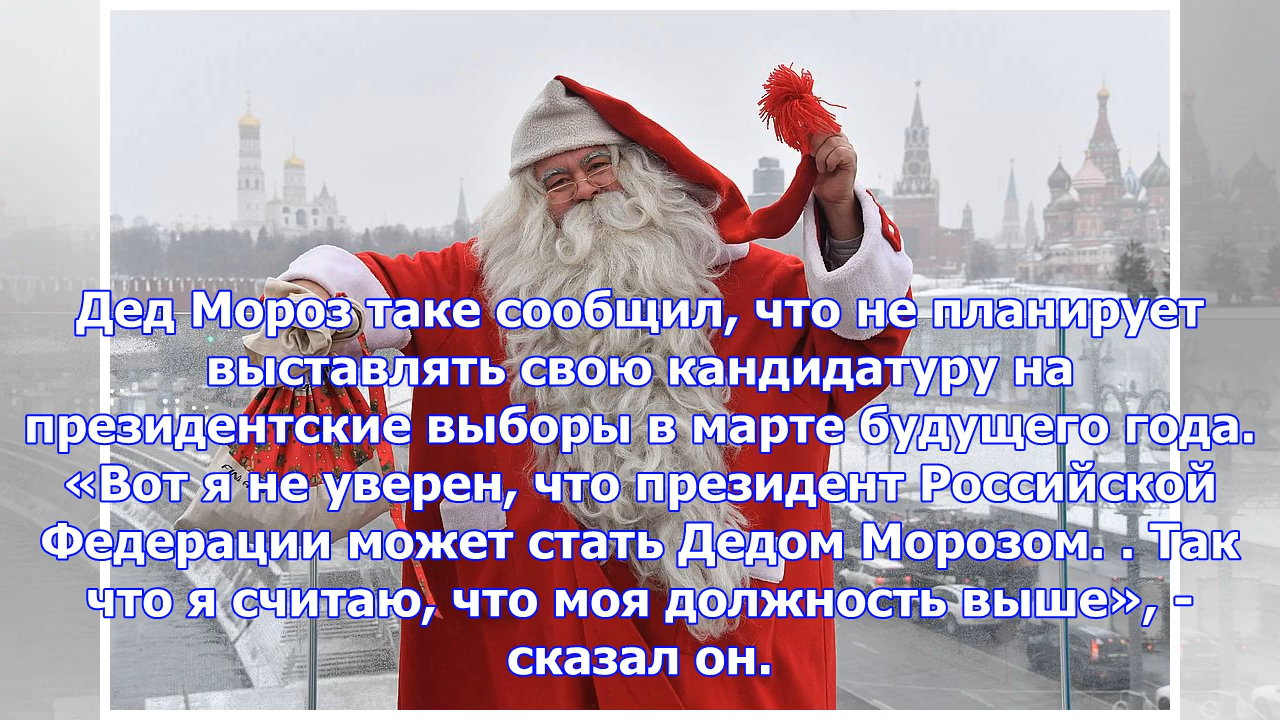 Дед Мороз таке сообщил, что не планирует
выставлять свою кандидатуру на
президентские выборы в марте будущего года.
«Вот я не уверен, что президент Российской
Федерации может стать Дедом Морозом. . Так
что я считаю, что моя должность выше», -
сказал он.